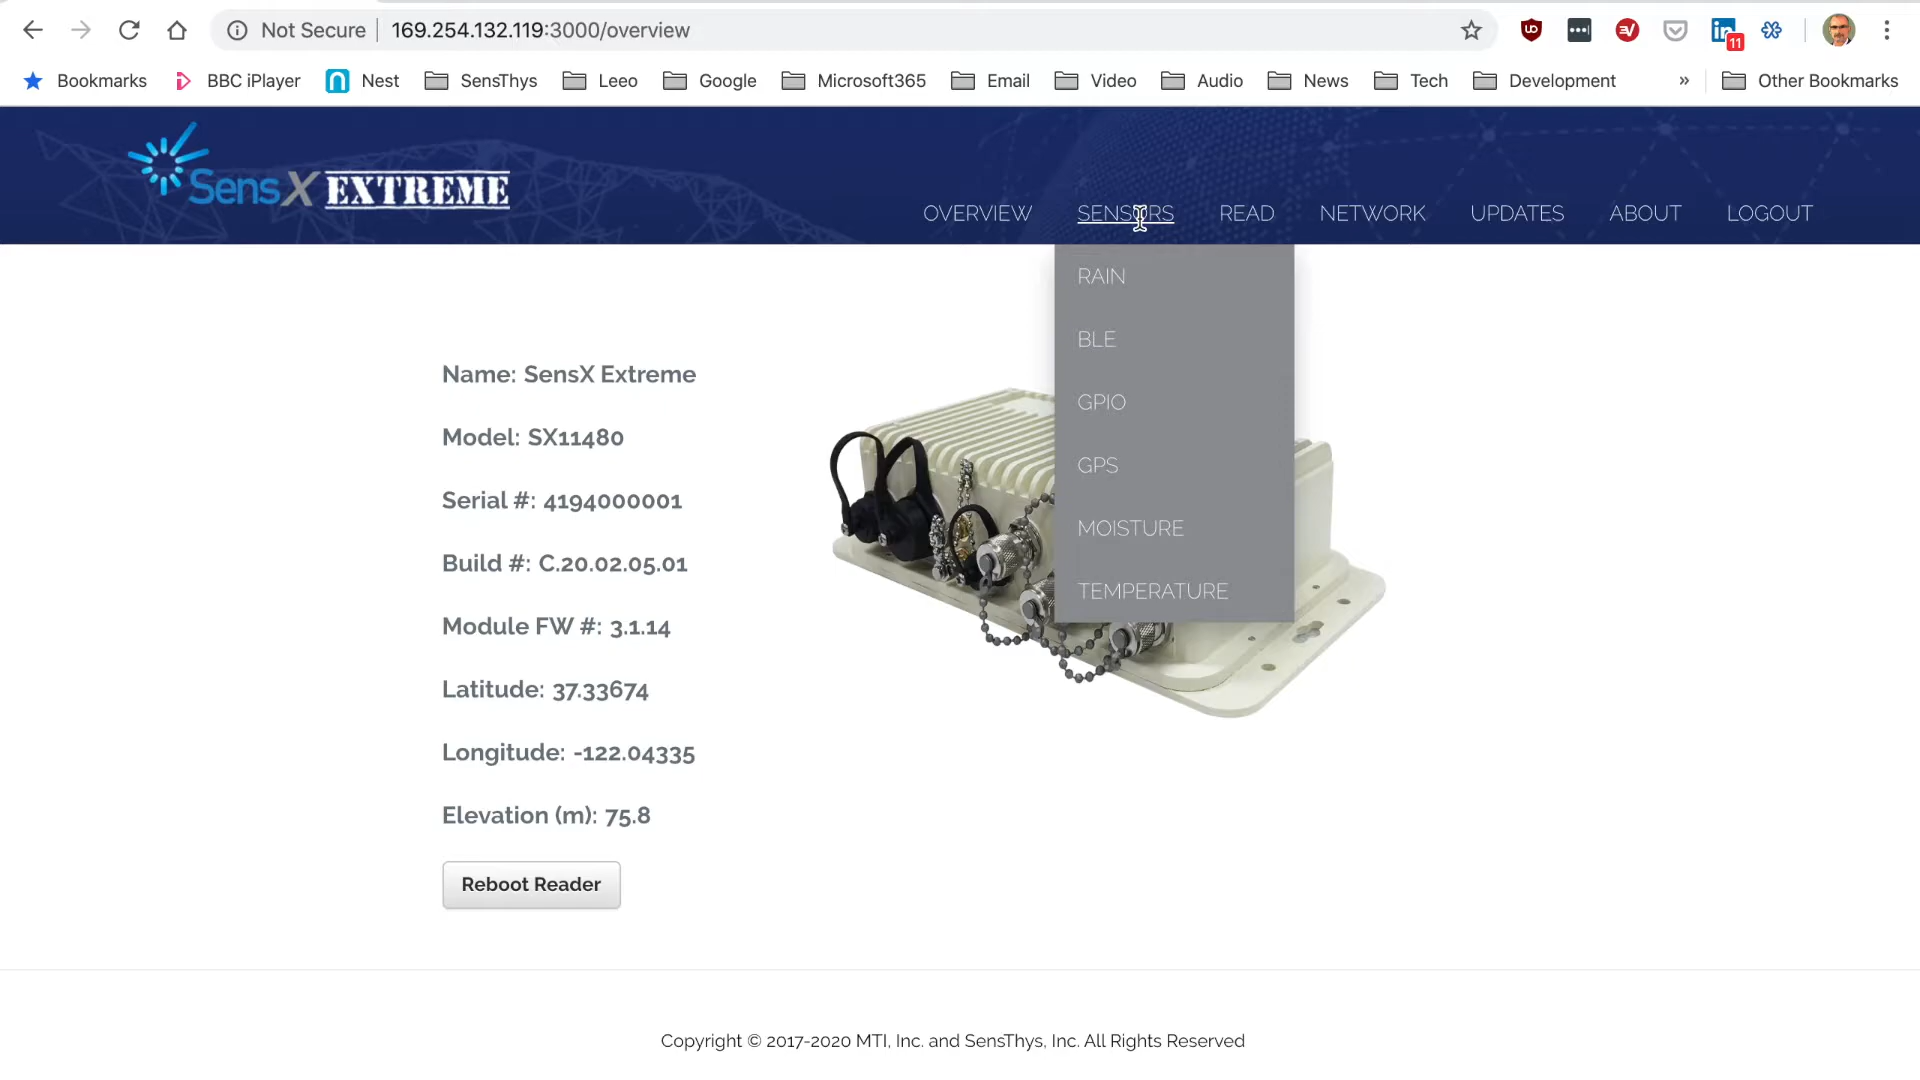 Not Secure 169.254.132.119:3000/overview
11
Bookmarks BBC iPlayer Nest SensThys Leeo Google Microsoft365 Email Video Audio News Tech Development » Other Bookmarks
SensX EXTREME
OVERVIEW SENSORS READ NETWORK UPDATES ABOUT LOGOUT
RAIN
BLE
GPIO
GPS
MOISTURE
TEMPERATURE
Name: SensX Extreme
Model: SX11480
Serial #: 4194000001
Build #: C.20.02.05.01
Module FW #: 3.1.14
Latitude: 37.33674
Longitude: -122.04335
Elevation (m): 75.8
Reboot Reader
Copyright © 2017-2020 MTI, Inc. and SensThys, Inc. All Rights Reserved